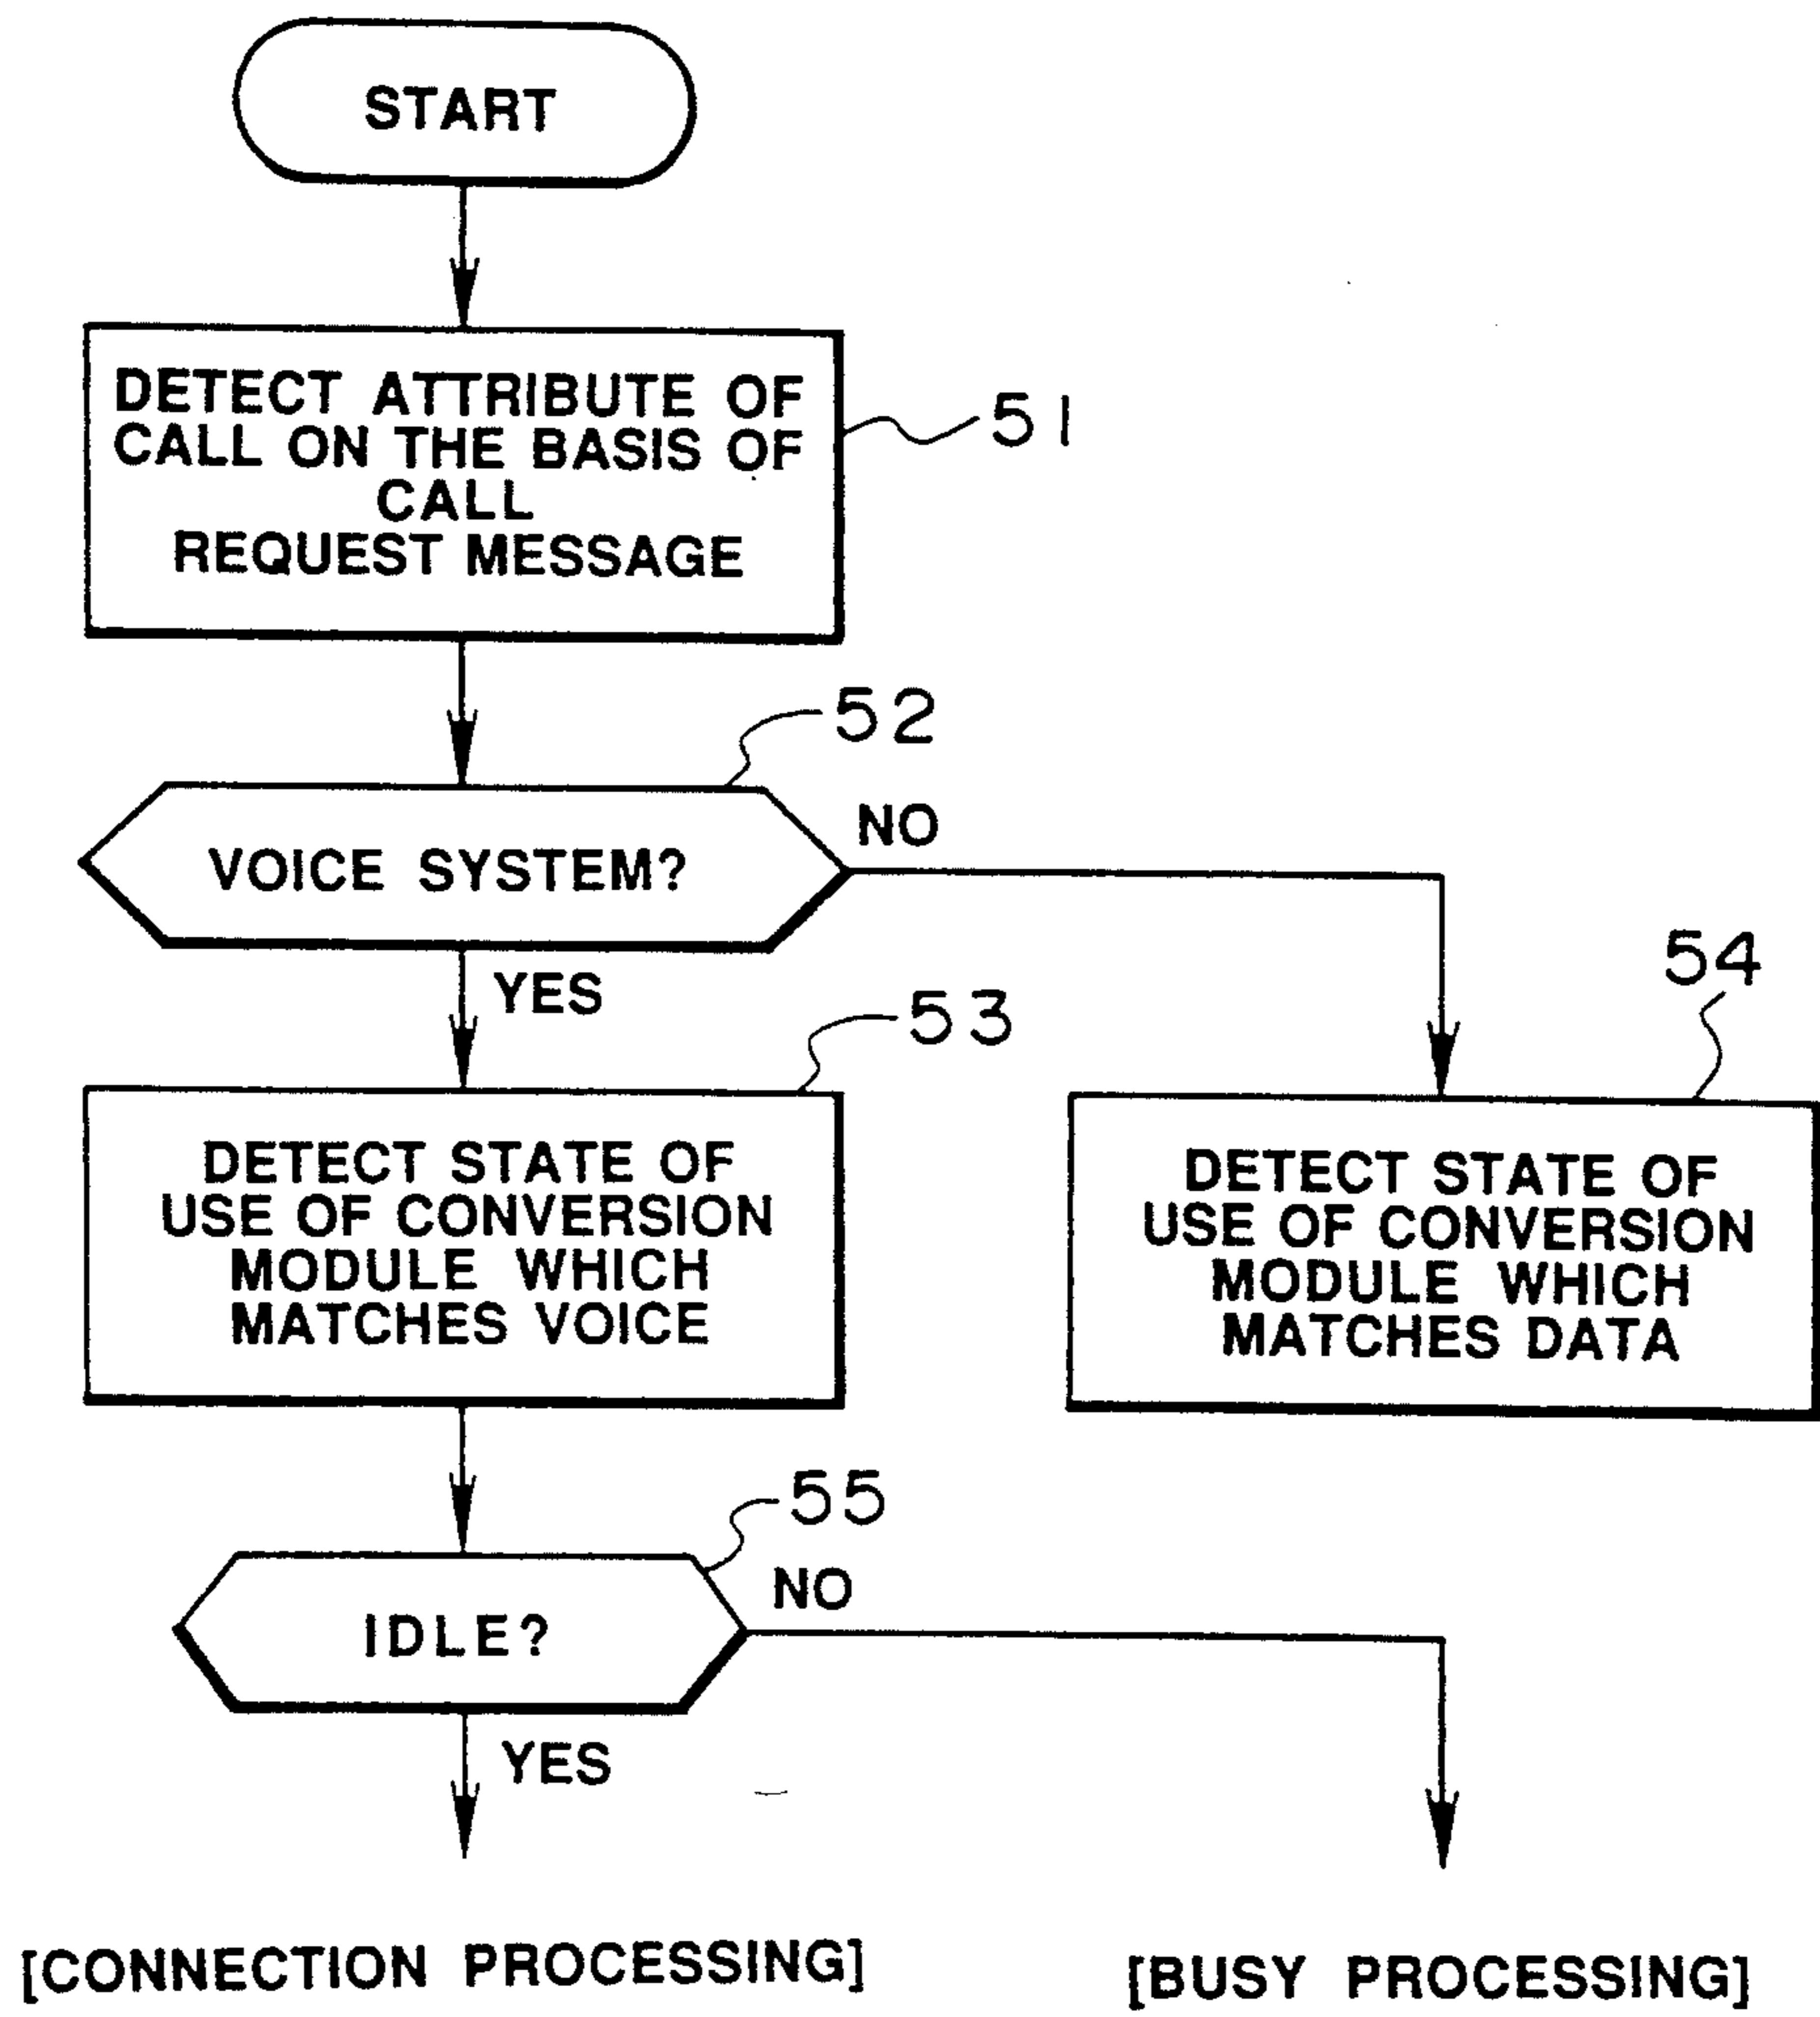 START
DETECT ATTRIBUTE OF
CALL ON THE BASIS OF
CALL
REQUEST MESSAGE
51
52
VOICE SYSTEM?
NO
YES
53
54
DETECT STATE OF
USE OF CONVERSION
MODULE WHICH
MATCHES VOICE
DETECT STATE OF
USE OF CONVERSION
MODULE WHICH
MATCHES DATA
55
IDLE?
NO
YES
[CONNECTION PROCESSING]
[BUSY PROCESSING]